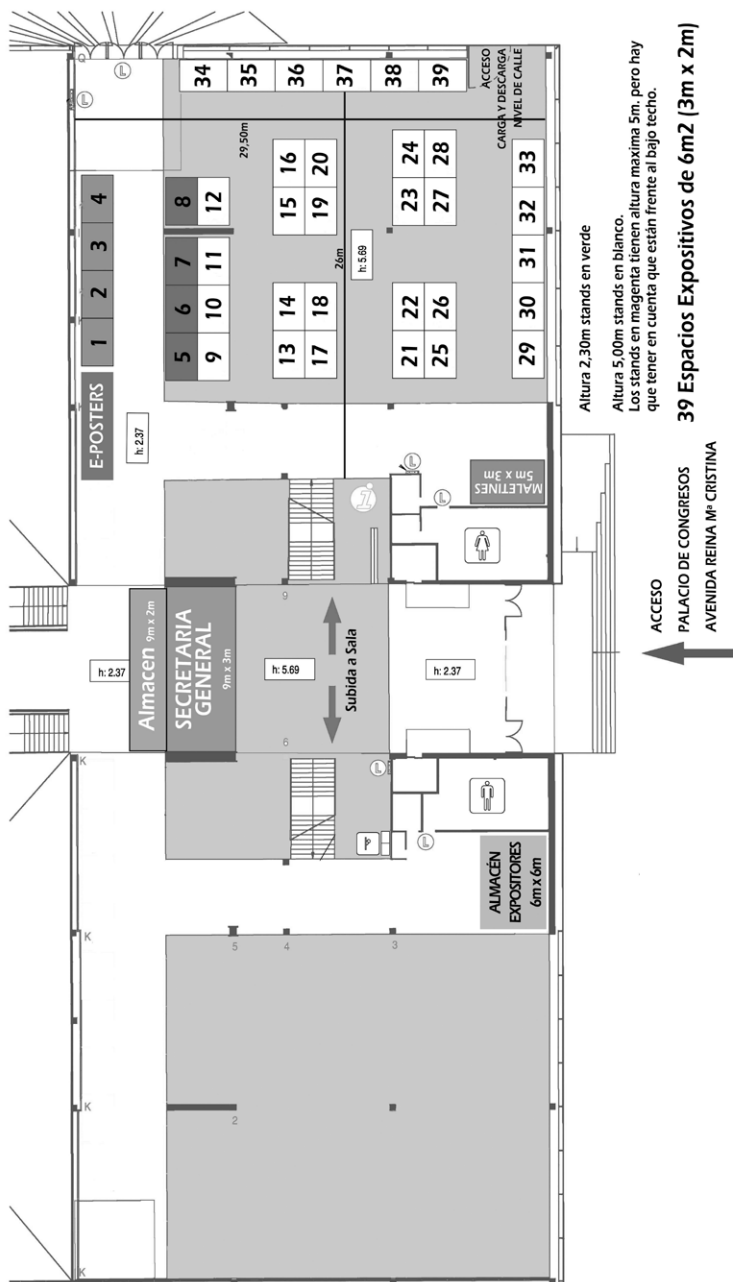 34
35
36
37
38
39
ACCESO
CARGA Y DESCARGA
NIVEL DE CALLE
29,50m
26m
h: 5.69
1
2
3
4
E-POSTERS
h: 2.37
5
6
7
8
9
10
11
12
13
14
15
16
17
18
19
20
21
22
23
24
25
26
27
28
29
30
31
32
33
MALETINES
5m x 3m
i
Almacen 9m x 2m
SECRETARIA
GENERAL
9m x 3m
h: 2.37
h: 5.69
Subida a Sala
h: 2.37
9
6
K
K
K
K
5
4
3
2
ALMACÉN
EXPOSITORES
6m x 6m
Altura 2,30m stands en verde
Altura 5,00m stands en blanco.
Los stands en magenta tienen altura maxima 5m. pero hay
que tener en cuenta que están frente al bajo techo.
39 Espacios Expositivos de 6m2 (3m x 2m)
ACCESO
PALACIO DE CONGRESOS
AVENIDA REINA Mª CRISTINA